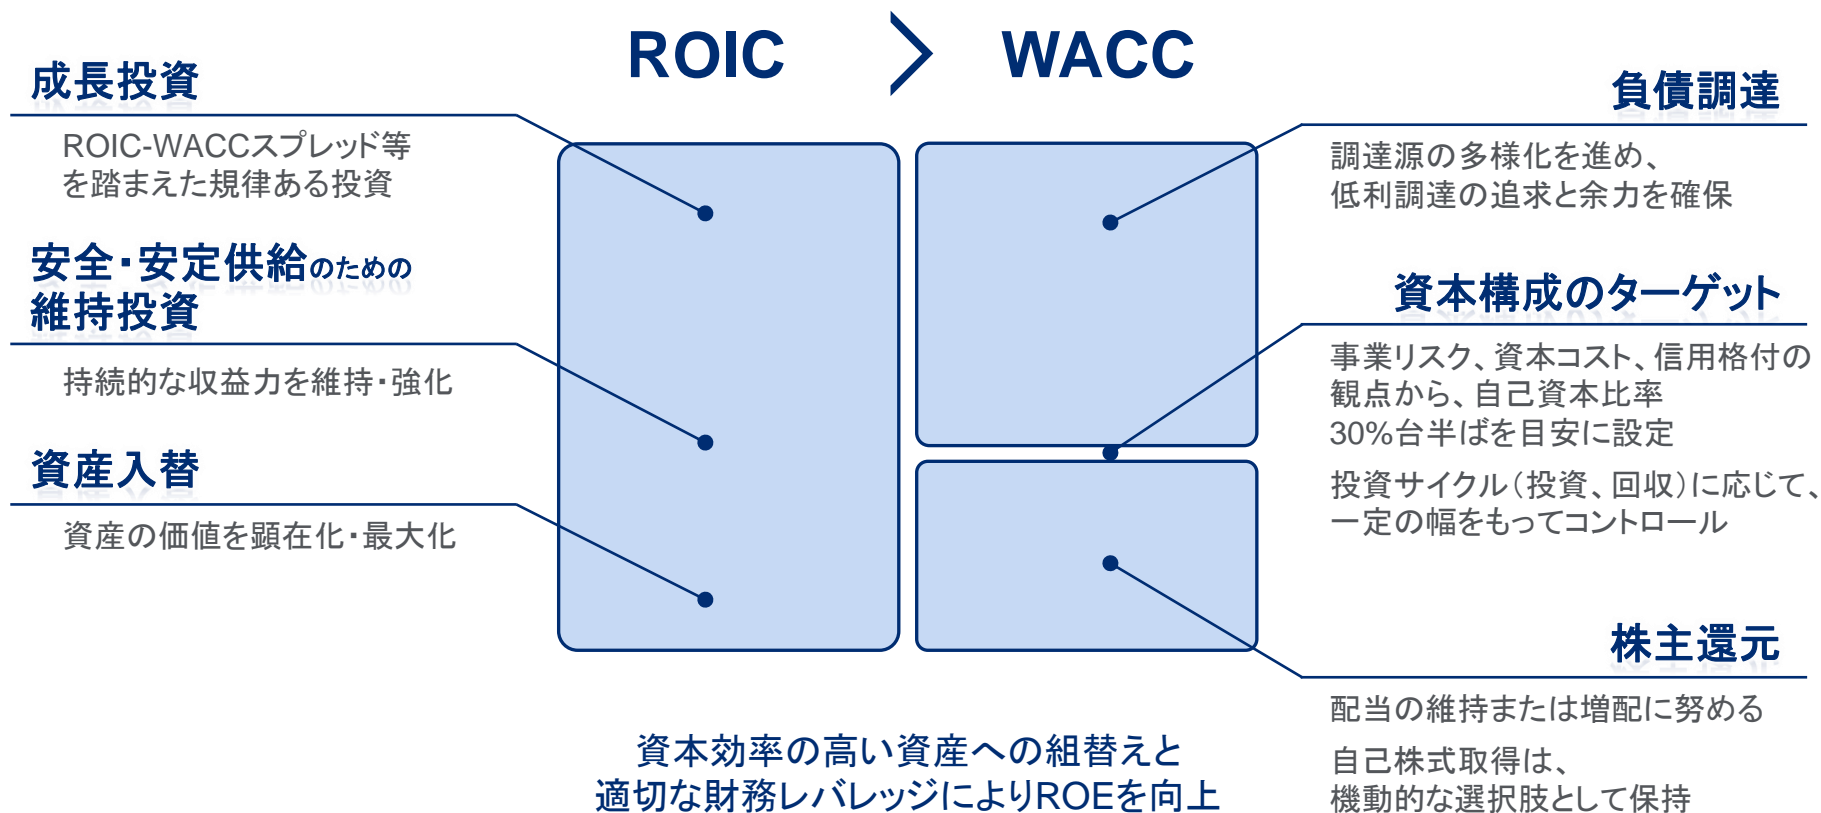 ROIC > WACC
成長投資
ROIC-WACCスプレッド等
を踏まえた規律ある投資
安全・安定供給のための
維持投資
持続的な収益力を維持・強化
資産入替
資産の価値を顕在化・最大化
負債調達
調達源の多様化を進め、
低利調達の追求と余力を確保
資本構成のターゲット
事業リスク、資本コスト、信用格付の
観点から、自己資本比率
30%台半ばを目安に設定
投資サイクル（投資、回収）に応じて、
一定の幅をもってコントロール
株主還元
配当の維持または増配に努める
自己株式取得は、
機動的な選択肢として保持
資本効率の高い資産への組替えと
適切な財務レバレッジによりROEを向上